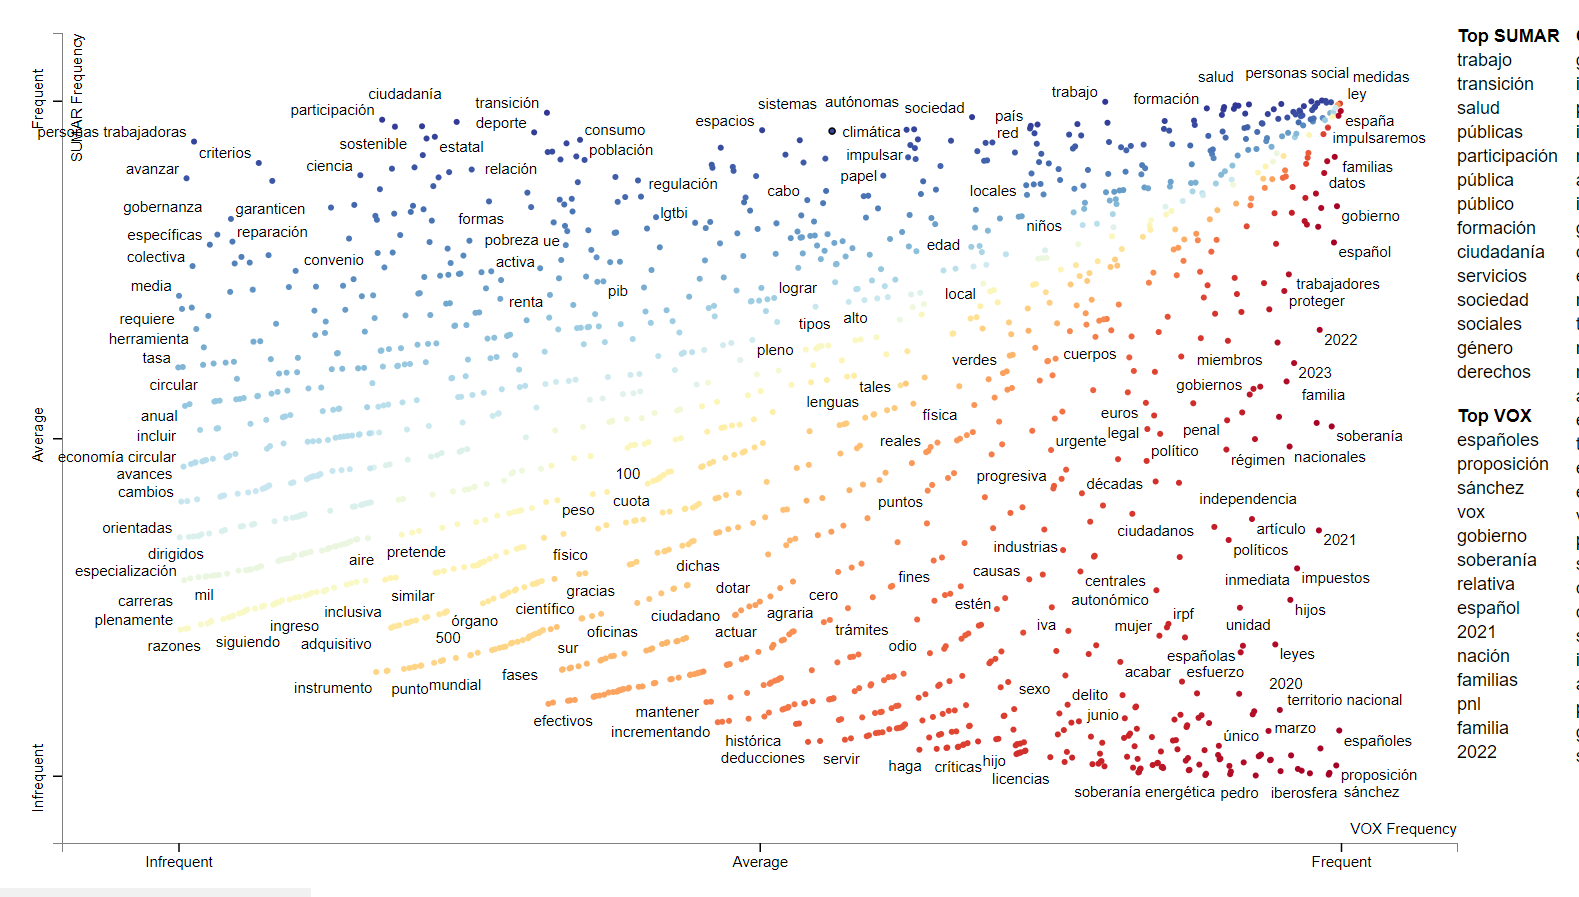 Frequent
SUMAR Frequency
Average
Infrequent
salud
personas social
medidas
ley
ciudadanía
participación
transición
sistemas
autónomas
sociedad
trabajo
formación
deporte
espacios
país
españa
personas trabajadoras
consumo
climática
red
impulsaremos
criterios
sostenible
estatal
población
impulsar
avanzar
ciencia
relación
papel
familias
regulación
cabo
locales
datos
gobernanza
garanticen
formas
lgtbi
niños
gobierno
específicas
reparación
pobreza
ue
edad
español
colectiva
convenio
activa
media
renta
pib
lograr
local
trabajadores
proteger
requiere
tipos
alto
herramienta
2022
tasa
pleno
verdes
cuerpos
miembros
2023
circular
tales
gobiernos
familia
lenguas
anual
física
euros
incluir
reales
urgente
legal
penal
soberanía
economía circular
político
régimen
nacionales
avances
100
progresiva
décadas
cambios
cuota
puntos
independencia
peso
orientadas
ciudadanos
artículo
2021
dirigidos
aire
pretende
físico
industrias
políticos
especialización
dichas
fines
causas
centrales
inmediata
impuestos
carreras
mil
similar
gracias
dotar
cero
autonómico
hijos
plenamente
inclusiva
científico
ciudadano
agraria
estén
irpf
ingreso
órgano
iva
mujer
unidad
razones
siguiendo
adquisitivo
500
sur
oficinas
actuar
trámites
odio
españolas
leyes
fases
acabar
esfuerzo
instrumento
punto
mundial
sexo
delito
2020
territorio nacional
efectivos
mantener
junio
incrementando
único
marzo
histórica
españoles
deducciones
servir
haga
críticas
hijo
licencias
proposición
soberanía energética
pedro
iberosfera
sánchez
VOX Frequency
Infrequent
Average
Frequent
Top SUMAR
trabajo
transición
salud
públicas
participación
pública
público
formación
ciudadanía
servicios
sociedad
sociales
género
derechos
Top VOX
españoles
proposición
sánchez
vox
gobierno
soberanía
relativa
español
2021
nación
familias
pnl
familia
2022